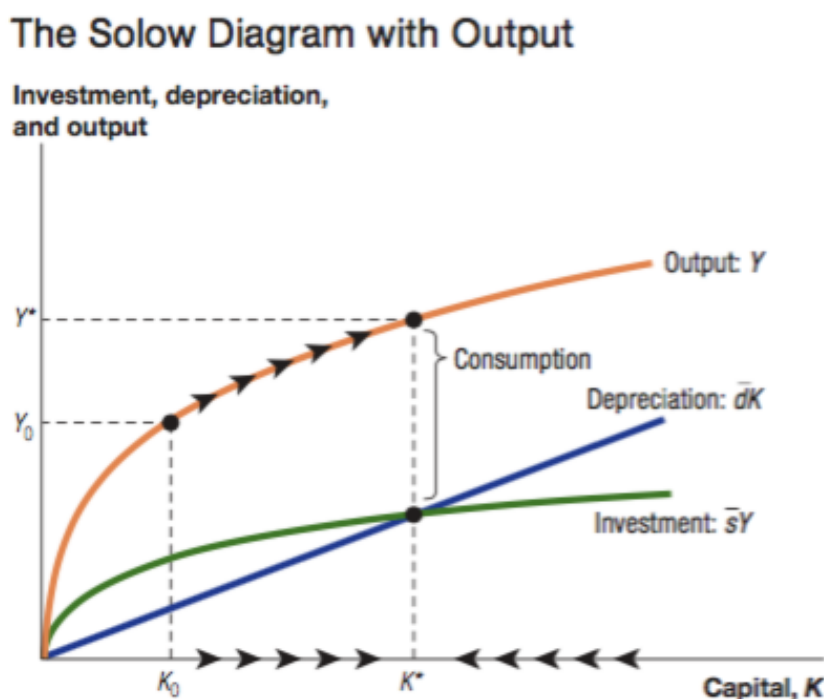 The Solow Diagram with Output
Investment, depreciation,
and output
Output: Y
Y*
Consumption
Depreciation: d̄K
Y₀
Investment: s̄Y
K₀
K*
Capital, K